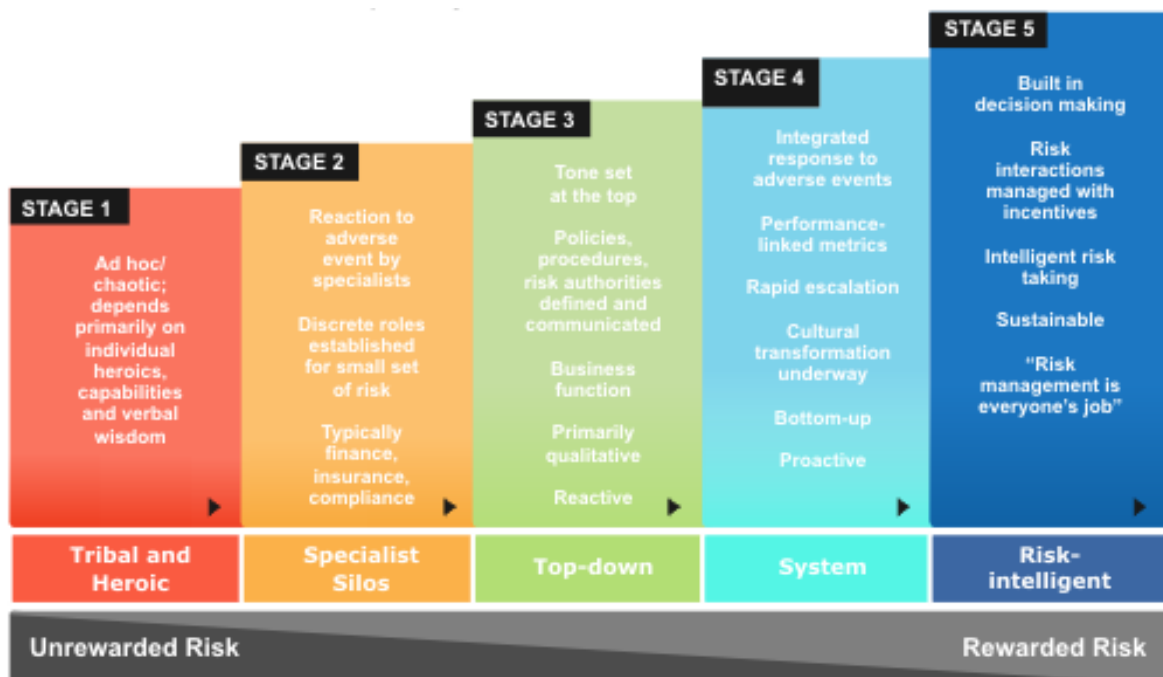 STAGE 1
Ad hoc/
chaotic;
depends
primarily on
individual
heroics,
capabilities
and verbal
wisdom
STAGE 2
Reaction to
adverse
event by
specialists
Discrete roles
established
for small set
of risk
Typically
finance,
insurance,
compliance
STAGE 3
Tone set
at the top
Policies,
procedures,
risk authorities
defined and
communicated
Business
function
Primarily
qualitative
Reactive
STAGE 4
Integrated
response to
adverse events
Performance-
linked metrics
Rapid escalation
Cultural
transformation
underway
Bottom-up
Proactive
STAGE 5
Built in
decision making
Risk
interactions
managed with
incentives
Intelligent risk
taking
Sustainable
“Risk
management is
everyone’s job”
Tribal and
Heroic
Specialist
Silos
Top-down
System
Risk-
intelligent
Unrewarded Risk
Rewarded Risk